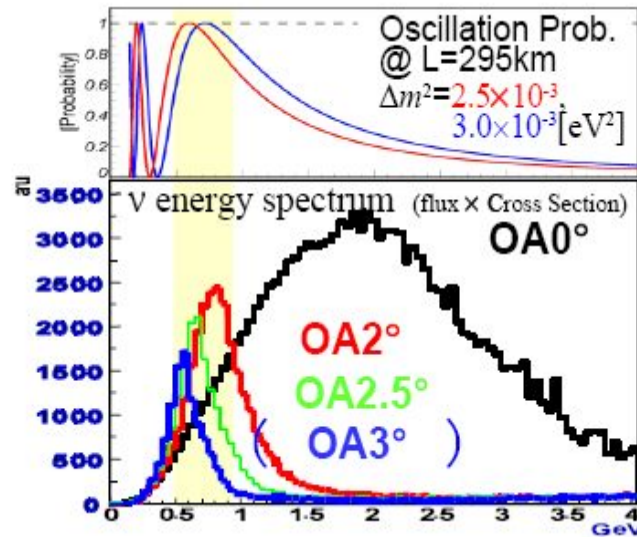 Oscillation Prob.
@ L=295km
Δm²=2.5×10⁻³,
3.0×10⁻³[eV²]
[Probability]
1
0.8
0.6
0.4
0.2
0
au
ν energy spectrum (flux × Cross Section)
OA0°
OA2°
OA2.5°
( OA3° )
3500
3000
2500
2000
1500
1000
500
0
0 0.5 1 1.5 2 2.5 3 3.5 4
GeV